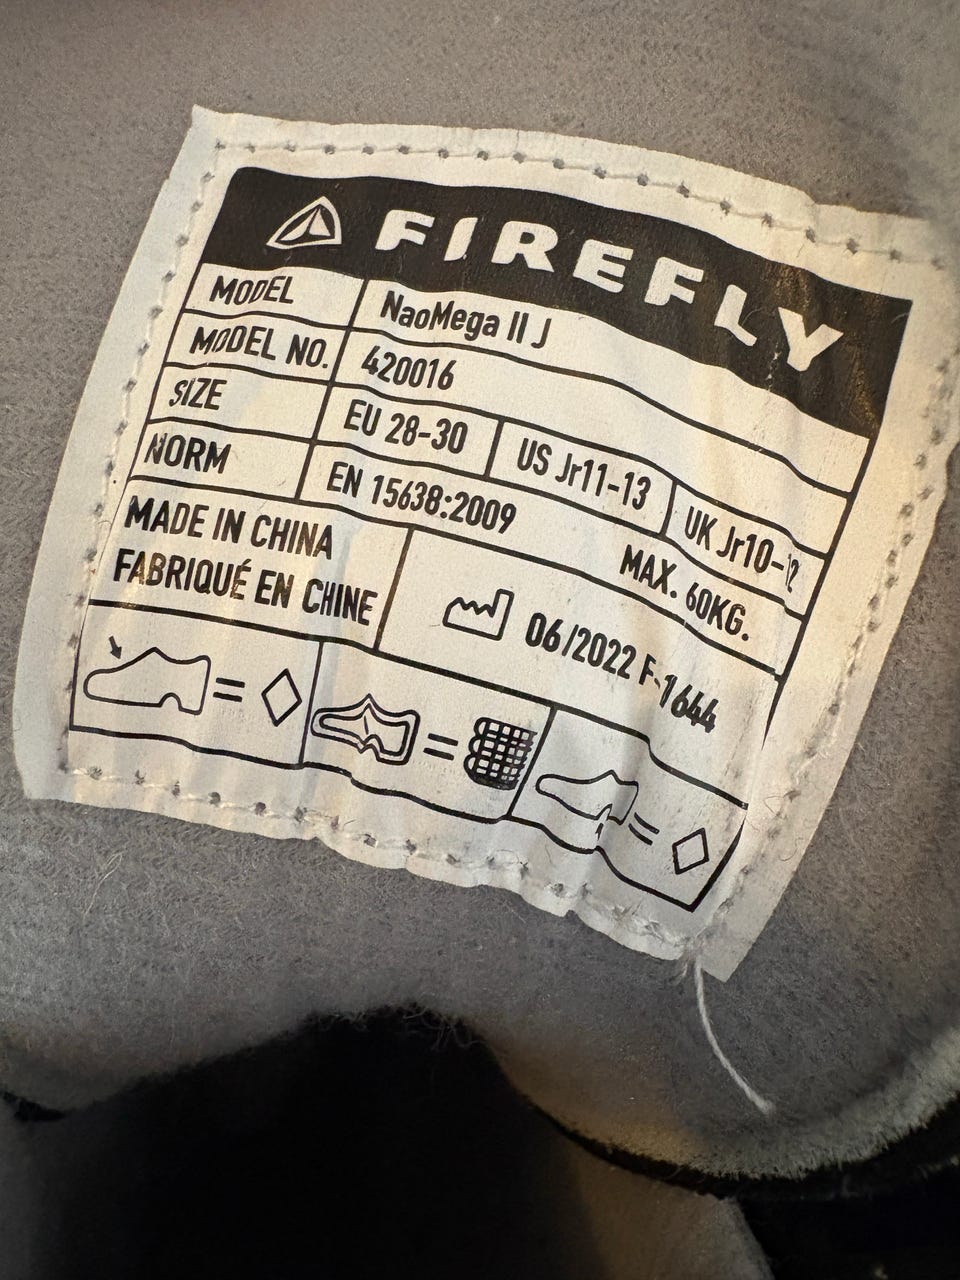 FIREFLY
MODEL NaoMega II J
MODEL NO. 420016
SIZE EU 28-30 US Jr11-13 UK Jr10-12
NORM EN 15638:2009 MAX. 60KG.
MADE IN CHINA
FABRIQUÉ EN CHINE
06/2022 F-1644